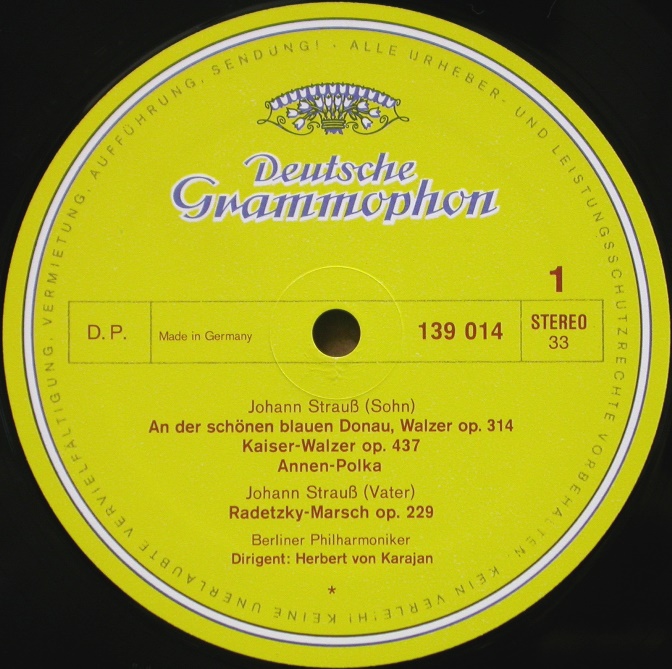 ALLE URHEBER- UND LEISTUNGSSCHUTZRECHTE VORBEHALTEN · KEIN VERLEIH! KEINE UNERLAUBTE VERVIELFÄLTIGUNG, VERMIETUNG, AUFFÜHRUNG, SENDUNG! ·
Deutsche
Grammophon
1
D. P.
Made in Germany
139 014
STEREO
33
Johann Strauß (Sohn)
An der schönen blauen Donau, Walzer op. 314
Kaiser-Walzer op. 437
Annen-Polka
Johann Strauß (Vater)
Radetzky-Marsch op. 229
Berliner Philharmoniker
Dirigent: Herbert von Karajan
*